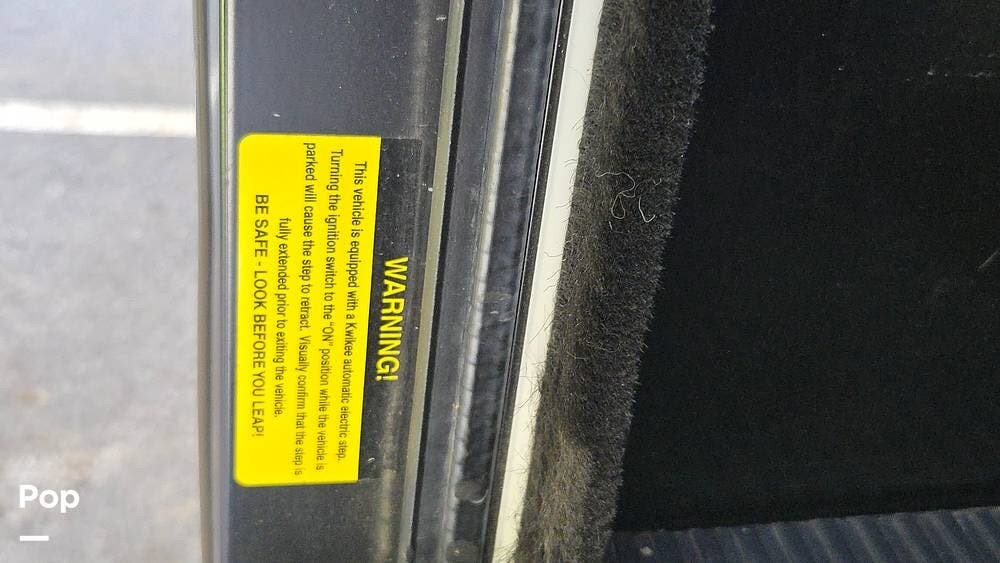 WARNING!
This vehicle is equipped with a Kwikee automatic electric step.
Turning the ignition switch to the "ON" position while the vehicle is
parked will cause the step to retract. Visually confirm that the step is
fully extended prior to exiting the vehicle.
BE SAFE - LOOK BEFORE YOU LEAP!
Pop